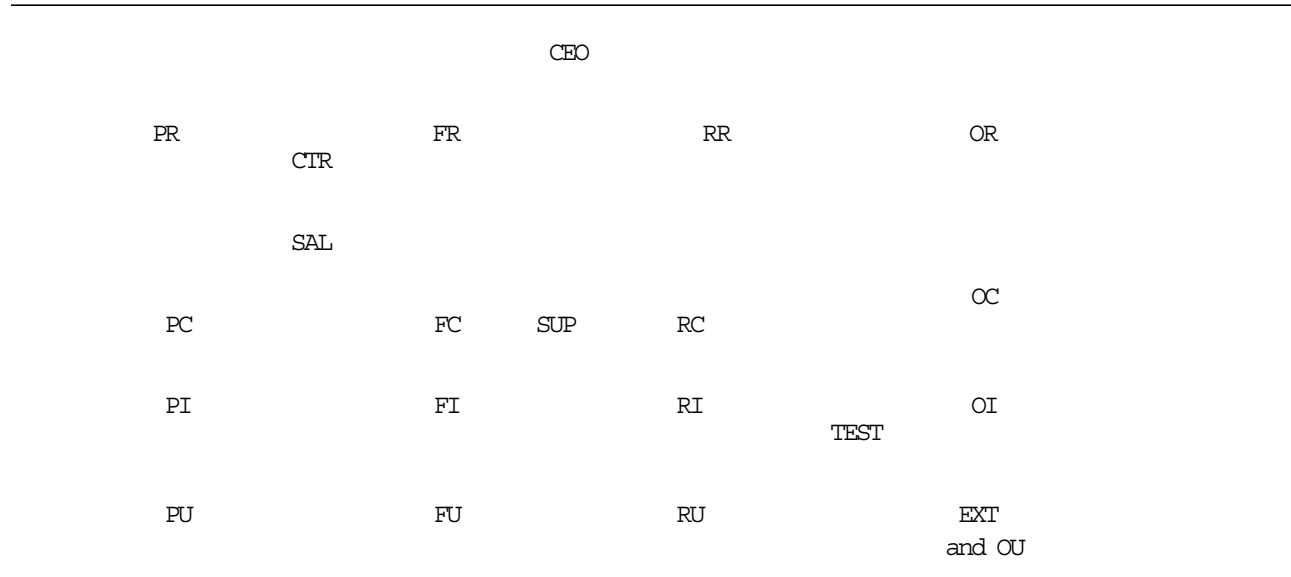 CEO
PR FR RR OR
CTR
SAL
OC
PC FC SUP RC
PI FI RI OI
TEST
PU FU RU EXT
and OU